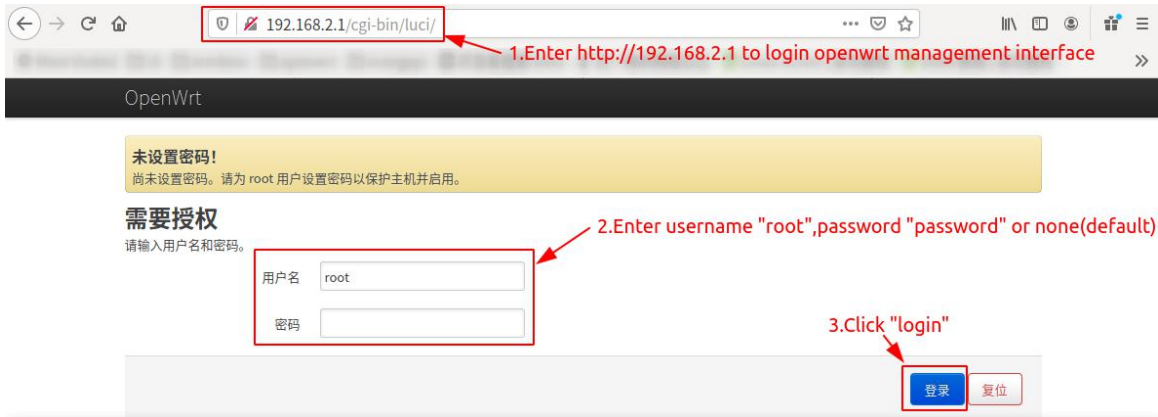 192.168.2.1/cgi-bin/luci/
1.Enter http://192.168.2.1 to login openwrt management interface
OpenWrt
未设置密码！
尚未设置密码。请为 root 用户设置密码以保护主机并启用。
需要授权
请输入用户名和密码。
2.Enter username "root",password "password" or none(default)
用户名 root
密码
3.Click "login"
登录 复位